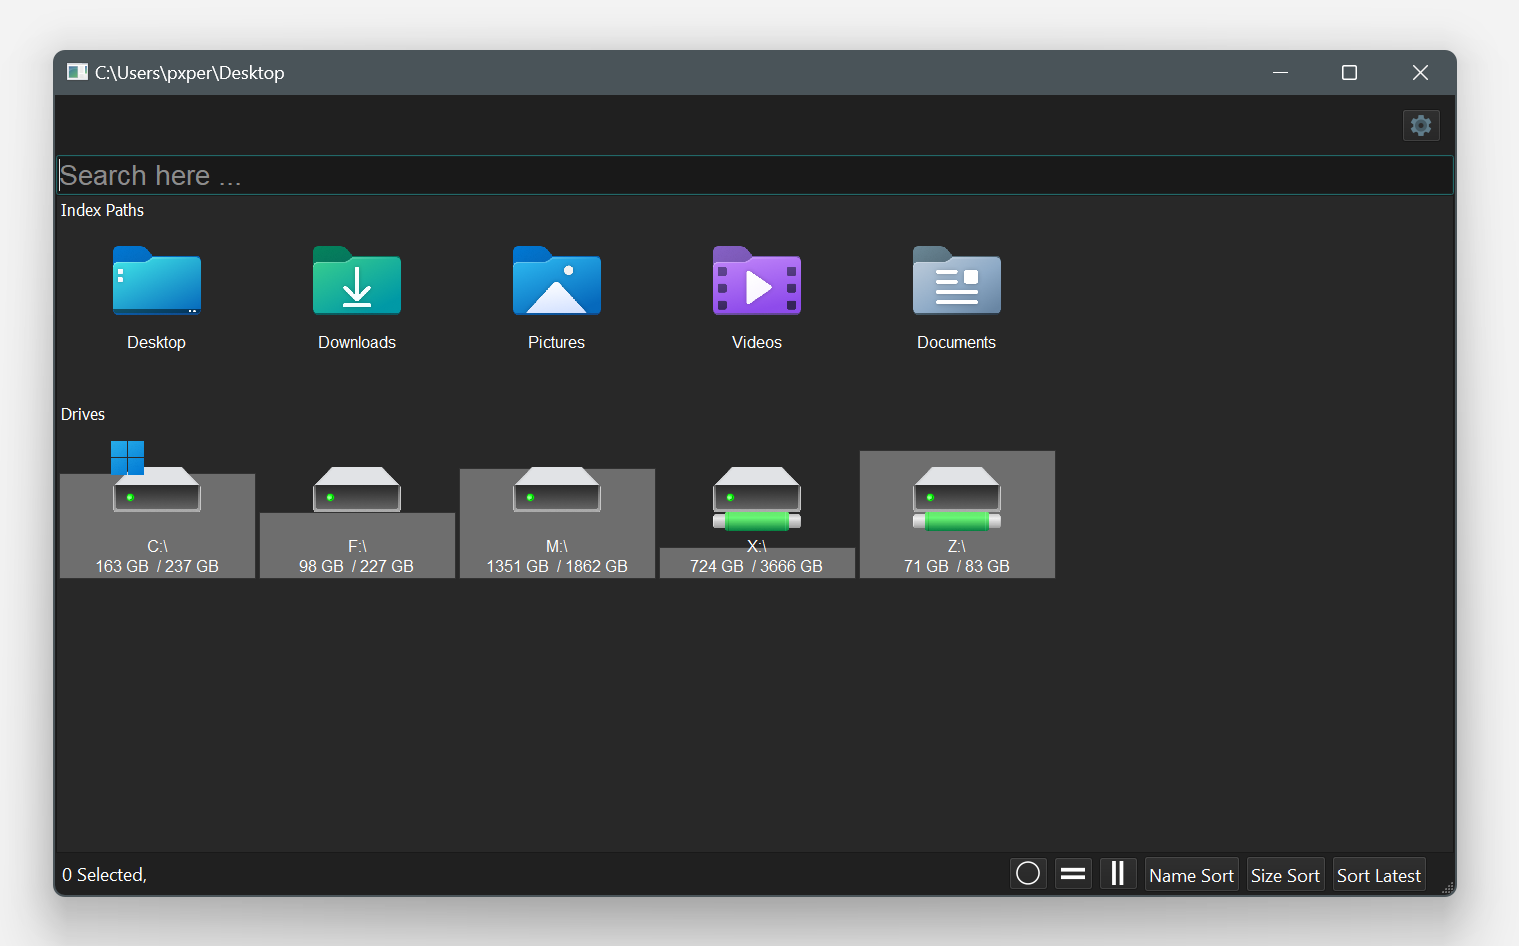 C:\Users\pxper\Desktop
Search here ...
Index Paths
Desktop
Downloads
Pictures
Videos
Documents
Drives
C:\
163 GB / 237 GB
F:\
98 GB / 227 GB
M:\
1351 GB / 1862 GB
X:\
724 GB / 3666 GB
Z:\
71 GB / 83 GB
0 Selected,
Name Sort
Size Sort
Sort Latest